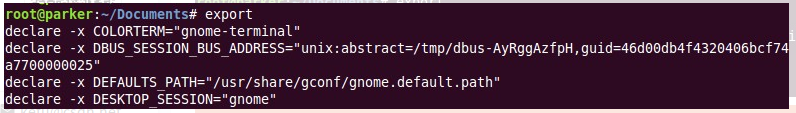 root@parker:~/Documents# export
declare -x COLORTERM="gnome-terminal"
declare -x DBUS_SESSION_BUS_ADDRESS="unix:abstract=/tmp/dbus-AyRggAzfpH,guid=46d00db4f4320406bcf74
a7700000025"
declare -x DEFAULTS_PATH="/usr/share/gconf/gnome.default.path"
declare -x DESKTOP_SESSION="gnome"